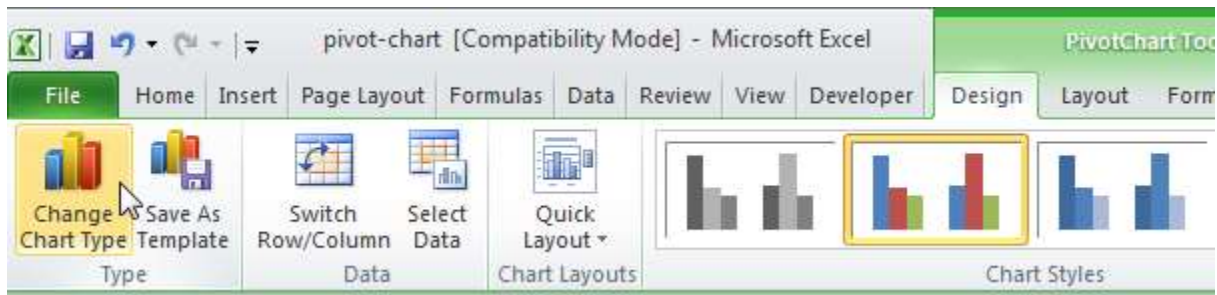 pivot-chart [Compatibility Mode] - Microsoft Excel
PivotChart Too
File Home Insert Page Layout Formulas Data Review View Developer Design Layout Form
Change Chart Type
Save As Template
Switch Row/Column
Select Data
Quick Layout
Type
Data
Chart Layouts
Chart Styles